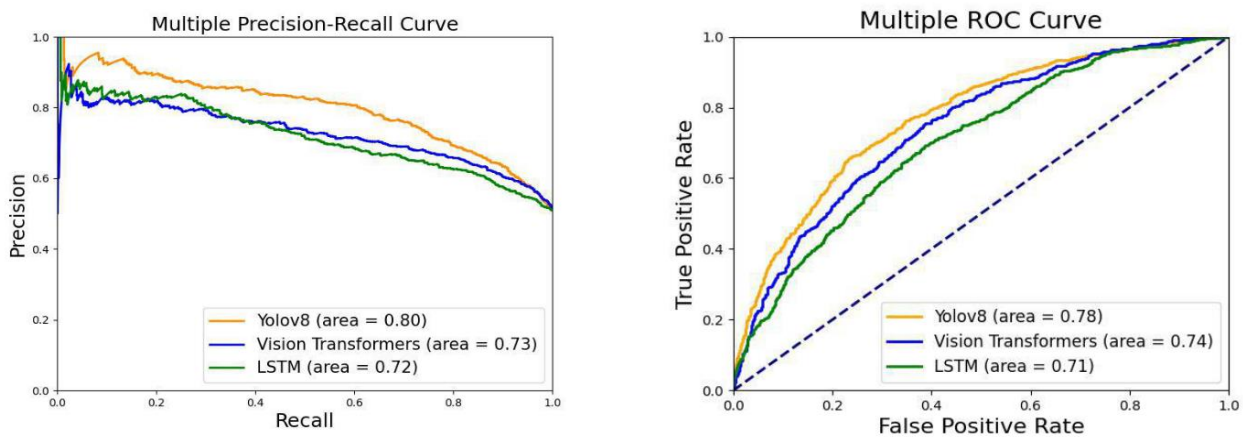 Multiple Precision-Recall Curve
Precision
1.0
0.8
0.6
0.4
0.2
0.0
Yolov8 (area = 0.80)
Vision Transformers (area = 0.73)
LSTM (area = 0.72)
0.0 0.2 0.4 0.6 0.8 1.0
Recall
Multiple ROC Curve
True Positive Rate
1.0
0.8
0.6
0.4
0.2
0.0
Yolov8 (area = 0.78)
Vision Transformers (area = 0.74)
LSTM (area = 0.71)
0.0 0.2 0.4 0.6 0.8 1.0
False Positive Rate